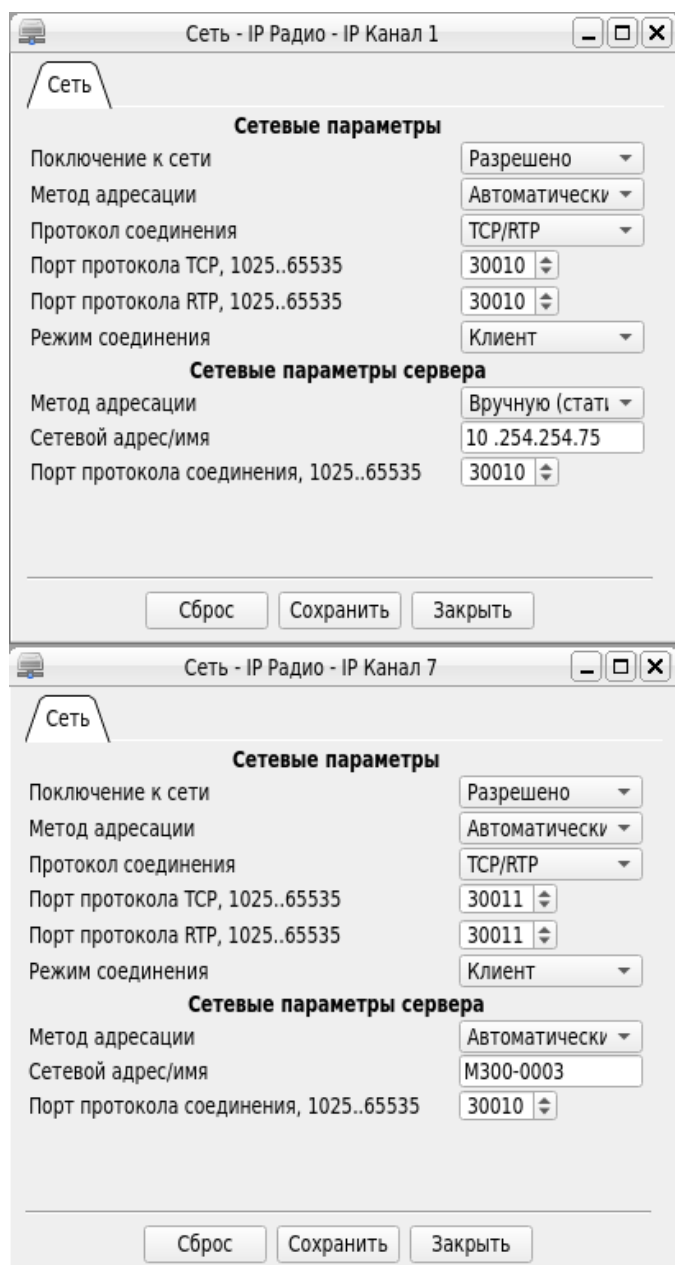 Сеть - IP Радио - IP Канал 1
Сеть
Сетевые параметры
Поключение к сети Разрешено
Метод адресации Автоматически
Протокол соединения TCP/RTP
Порт протокола TCP, 1025..65535 30010
Порт протокола RTP, 1025..65535 30010
Режим соединения Клиент
Сетевые параметры сервера
Метод адресации Вручную (стати
Сетевой адрес/имя 10 .254.254.75
Порт протокола соединения, 1025..65535 30010
Сброс Сохранить Закрыть
Сеть - IP Радио - IP Канал 7
Сеть
Сетевые параметры
Поключение к сети Разрешено
Метод адресации Автоматически
Протокол соединения TCP/RTP
Порт протокола TCP, 1025..65535 30011
Порт протокола RTP, 1025..65535 30011
Режим соединения Клиент
Сетевые параметры сервера
Метод адресации Автоматически
Сетевой адрес/имя M300-0003
Порт протокола соединения, 1025..65535 30010
Сброс Сохранить Закрыть